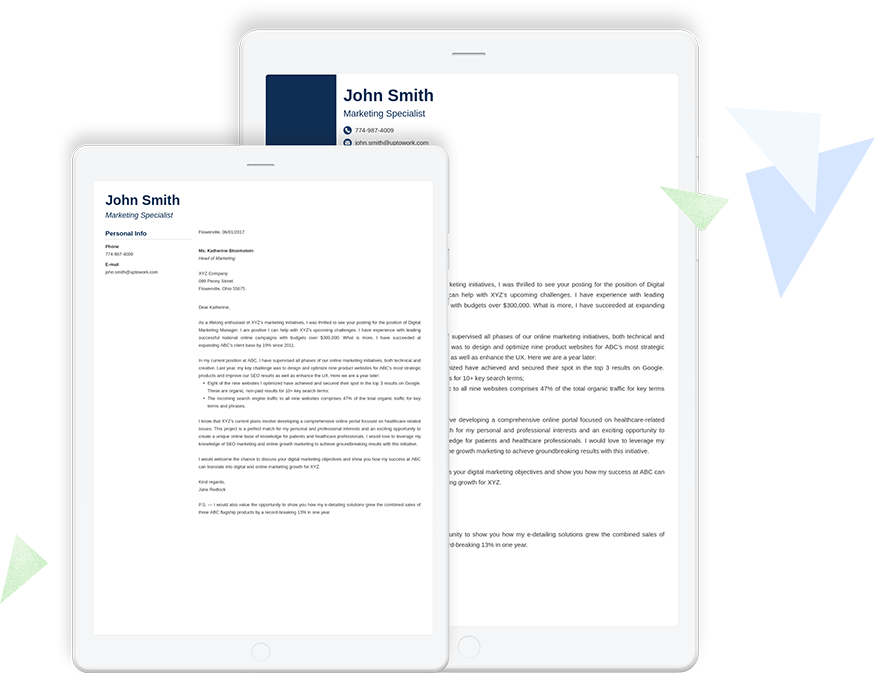 John Smith
Marketing Specialist
774-987-4009
john.smith@uptowork.com
John Smith
Marketing Specialist
Personal Info
Phone
774-987-4009
E-mail
john.smith@uptowork.com
Flowerville, 06/01/2017
Ms. Katherine Bloomstein
Head of Marketing
XYZ Company
099 Peony Street
Flowerville, Ohio 55675
Dear Katherine,
As a lifelong enthusiast of XYZ's marketing initiatives, I was thrilled to see your posting for the position of Digital
Marketing Manager. I am positive I can help with XYZ's upcoming challenges. I have experience with leading
successful national online campaigns with budgets over $300,000. What is more, I have succeeded at
expanding ABC's client base by 19% since 2011.
In my current position at ABC, I have supervised all phases of our online marketing initiatives, both technical and
creative. Last year, my key challenge was to design and optimize nine product websites for ABC's most strategic
products and improve our SEO results as well as enhance the UX. Here we are a year later:
• Eight of the nine websites I optimized have achieved and secured their spot in the top 3 results on Google.
These are organic, non-paid results for 10+ key search terms;
• The incoming search engine traffic to all nine websites comprises 47% of the total organic traffic for key
terms and phrases.
I know that XYZ's current plans involve developing a comprehensive online portal focused on healthcare-related
issues. This project is a perfect match for my personal and professional interests and an exciting opportunity to
create a unique online base of knowledge for patients and healthcare professionals. I would love to leverage my
knowledge of SEO marketing and online growth marketing to achieve groundbreaking results with this initiative.
I would welcome the chance to discuss your digital marketing objectives and show you how my success at ABC
can translate into digital and online marketing growth for XYZ.
Kind regards,
Jane Redlock
P.S. — I would also value the opportunity to show you how my e-detailing solutions grew the combined sales of
three ABC flagship products by a record-breaking 13% in one year.
keting initiatives, I was thrilled to see your posting for the position of Digital
can help with XYZ's upcoming challenges. I have experience with leading
with budgets over $300,000. What is more, I have succeeded at expanding
supervised all phases of our online marketing initiatives, both technical and
was to design and optimize nine product websites for ABC's most strategic
as well as enhance the UX. Here we are a year later:
mized have achieved and secured their spot in the top 3 results on Google.
s for 10+ key search terms;
to all nine websites comprises 47% of the total organic traffic for key terms
ve developing a comprehensive online portal focused on healthcare-related
h for my personal and professional interests and an exciting opportunity to
edge for patients and healthcare professionals. I would love to leverage my
ne growth marketing to achieve groundbreaking results with this initiative.
s your digital marketing objectives and show you how my success at ABC can
ng growth for XYZ.
unity to show you how my e-detailing solutions grew the combined sales of
rd-breaking 13% in one year.